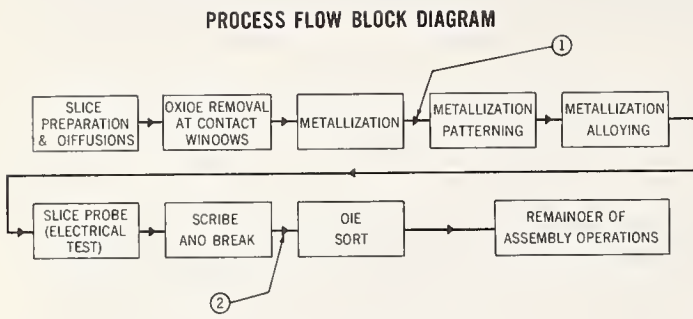 PROCESS FLOW BLOCK DIAGRAM
1
SLICE
PREPARATION
& OIFFUSIONS
OXIOE REMOVAL
AT CONTACT
WINOOWS
METALLIZATION
METALLIZATION
PATTERNING
METALLIZATION
ALLOYING
SLICE PROBE
(ELECTRICAL
TEST)
SCRIBE
ANO BREAK
OIE
SORT
REMAINOER OF
ASSEMBLY OPERATIONS
2